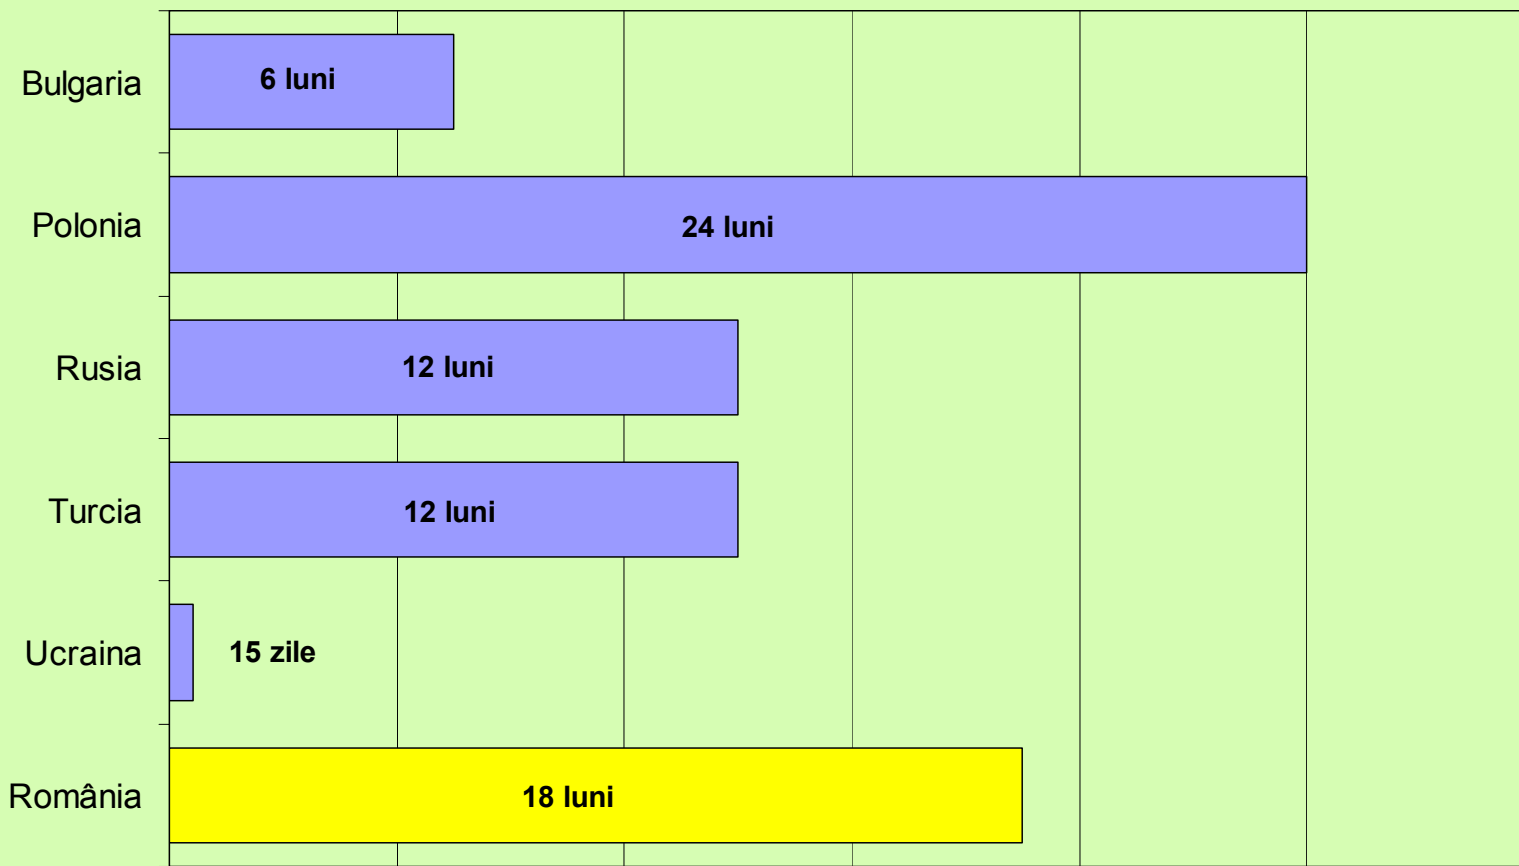 Bulgaria
6 luni
Polonia
24 luni
Rusia
12 luni
Turcia
12 luni
Ucraina
15 zile
România
18 luni